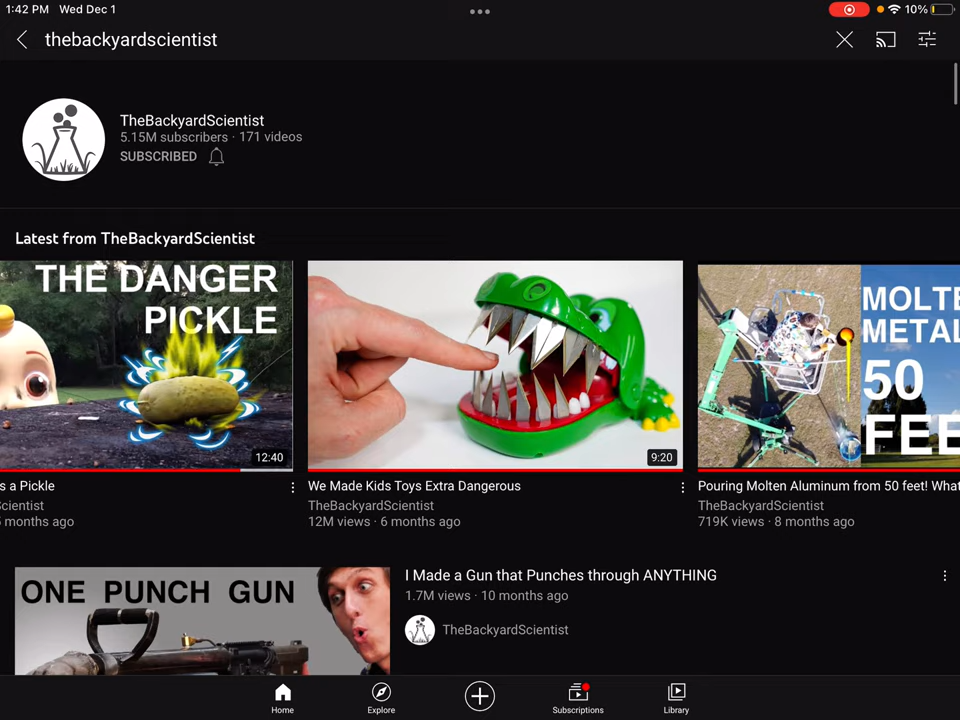 1:42 PM Wed Dec 1
10%
thebackyardscientist
TheBackyardScientist
5.15M subscribers · 171 videos
SUBSCRIBED
Latest from TheBackyardScientist
THE DANGER
PICKLE
12:40
s a Pickle
Scientist
months ago
9:20
We Made Kids Toys Extra Dangerous
TheBackyardScientist
12M views · 6 months ago
MOLTE
METAL
50
FEE
Pouring Molten Aluminum from 50 feet! What
TheBackyardScientist
719K views · 8 months ago
ONE PUNCH GUN
I Made a Gun that Punches through ANYTHING
1.7M views · 10 months ago
TheBackyardScientist
Home
Explore
Subscriptions
Library